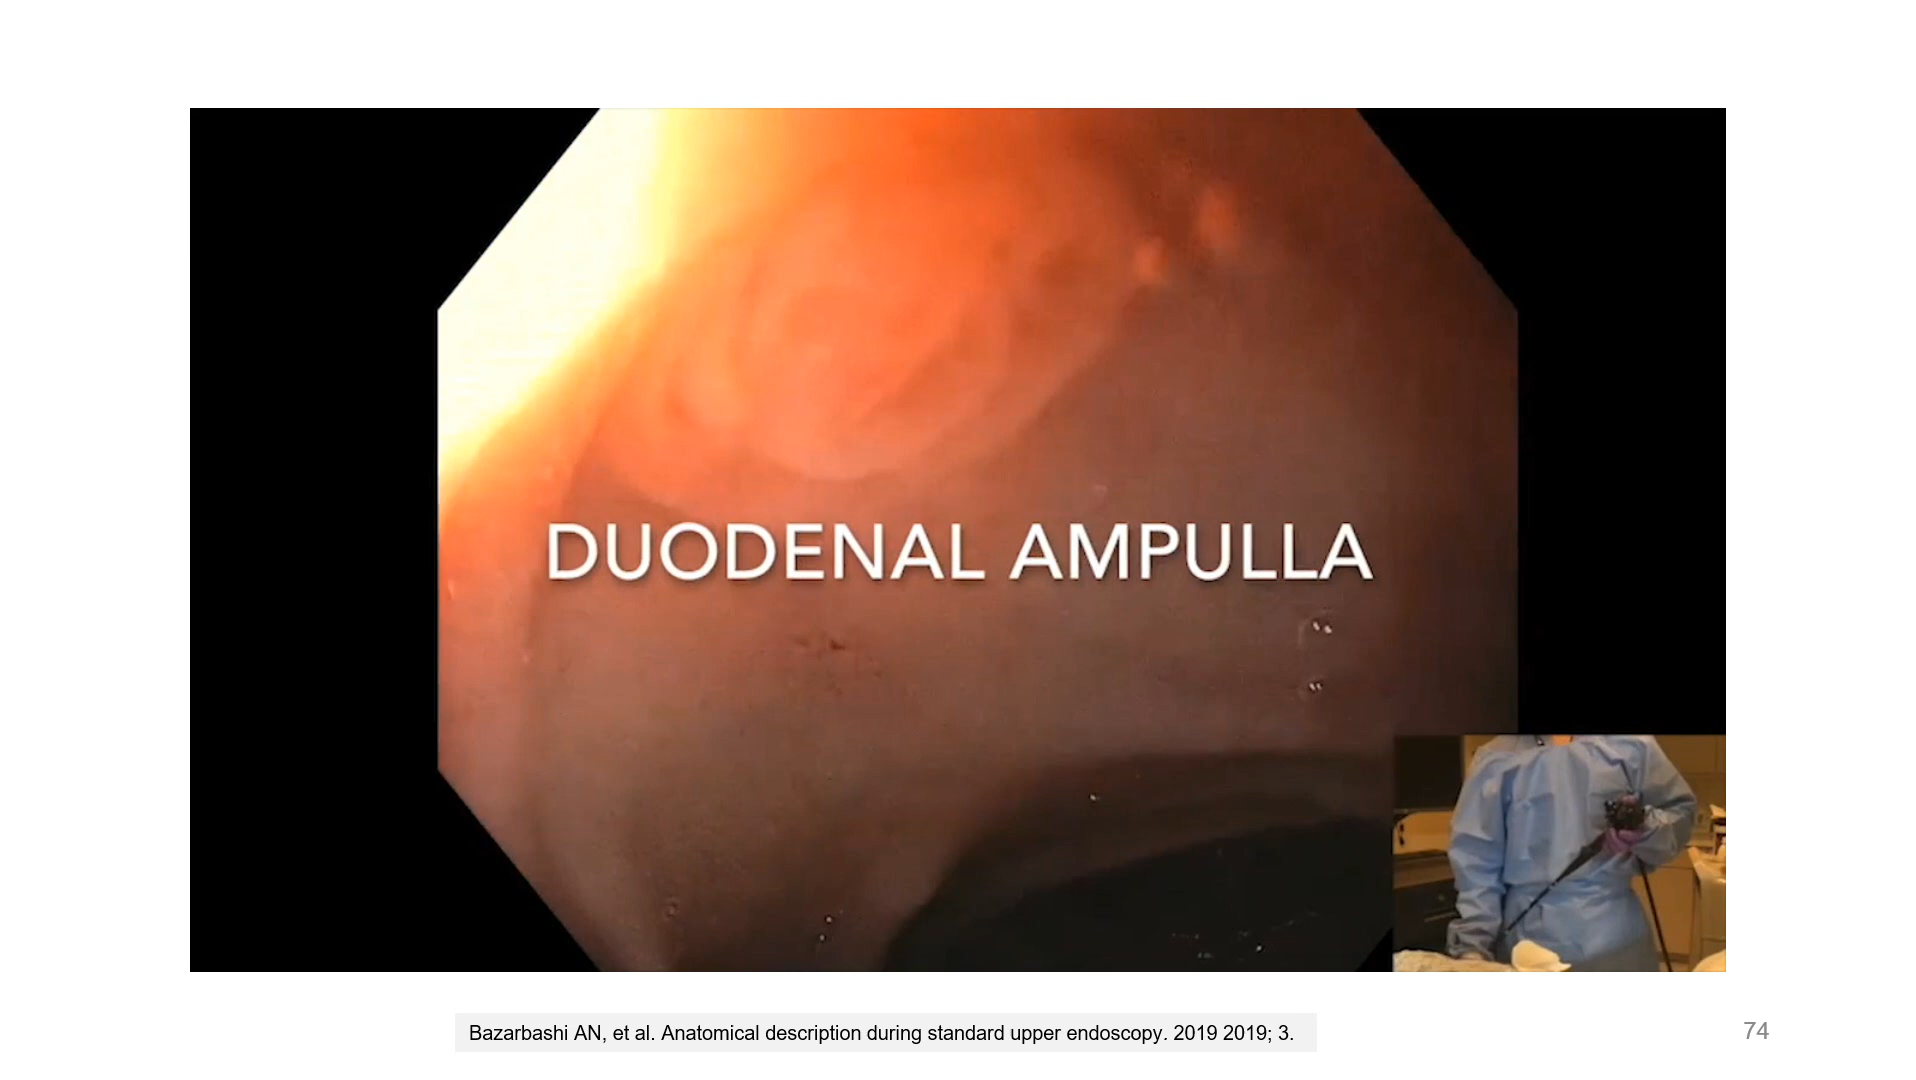 DUODENAL AMPULLA
Bazarbashi AN, et al. Anatomical description during standard upper endoscopy. 2019 2019; 3.
74